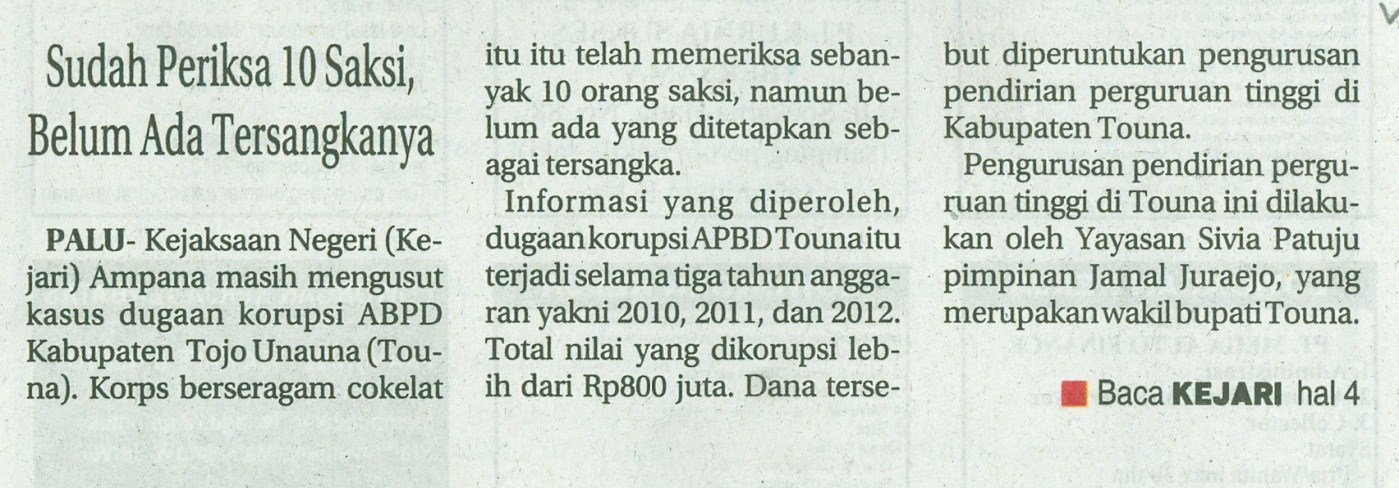 Sudah Periksa 10 Saksi,
Belum Ada Tersangkanya
PALU- Kejaksaan Negeri (Ke-
jari) Ampana masih mengusut
kasus dugaan korupsi ABPD
Kabupaten Tojo Unauna (Tou-
na). Korps berseragam cokelat
itu itu telah memeriksa seban-
yak 10 orang saksi, namun be-
lum ada yang ditetapkan seb-
agai tersangka.
Informasi yang diperoleh,
dugaan korupsi APBD Touna itu
terjadi selama tiga tahun angga-
ran yakni 2010, 2011, dan 2012.
Total nilai yang dikorupsi leb-
ih dari Rp800 juta. Dana terse-
but diperuntukan pengurusan
pendirian perguruan tinggi di
Kabupaten Touna.
Pengurusan pendirian pergu-
ruan tinggi di Touna ini dilaku-
kan oleh Yayasan Sivia Patuju
pimpinan Jamal Juraejo, yang
merupakan wakil bupati Touna.
Baca KEJARI hal 4